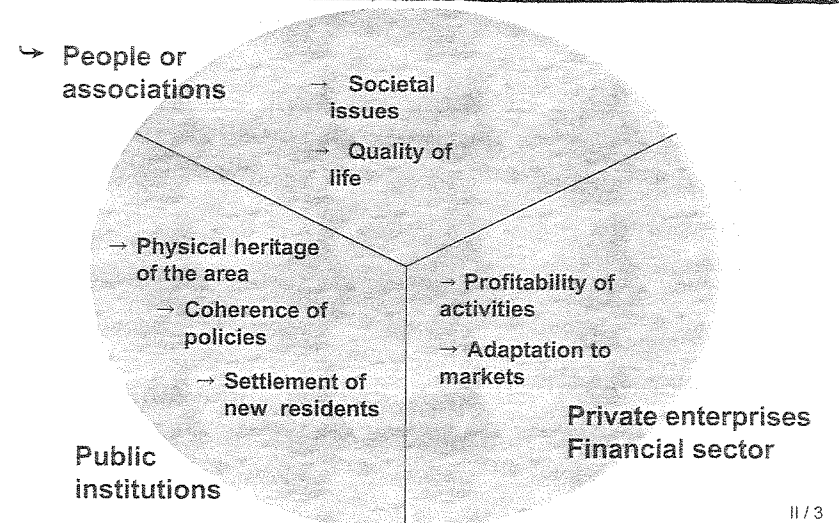 ↪ People or
associations
→ Societal
issues
→ Quality of
life
→ Physical heritage
of the area
→ Coherence of
policies
→ Settlement of
new residents
Public
institutions
→ Profitability of
activities
→ Adaptation to
markets
Private enterprises
Financial sector
II / 3